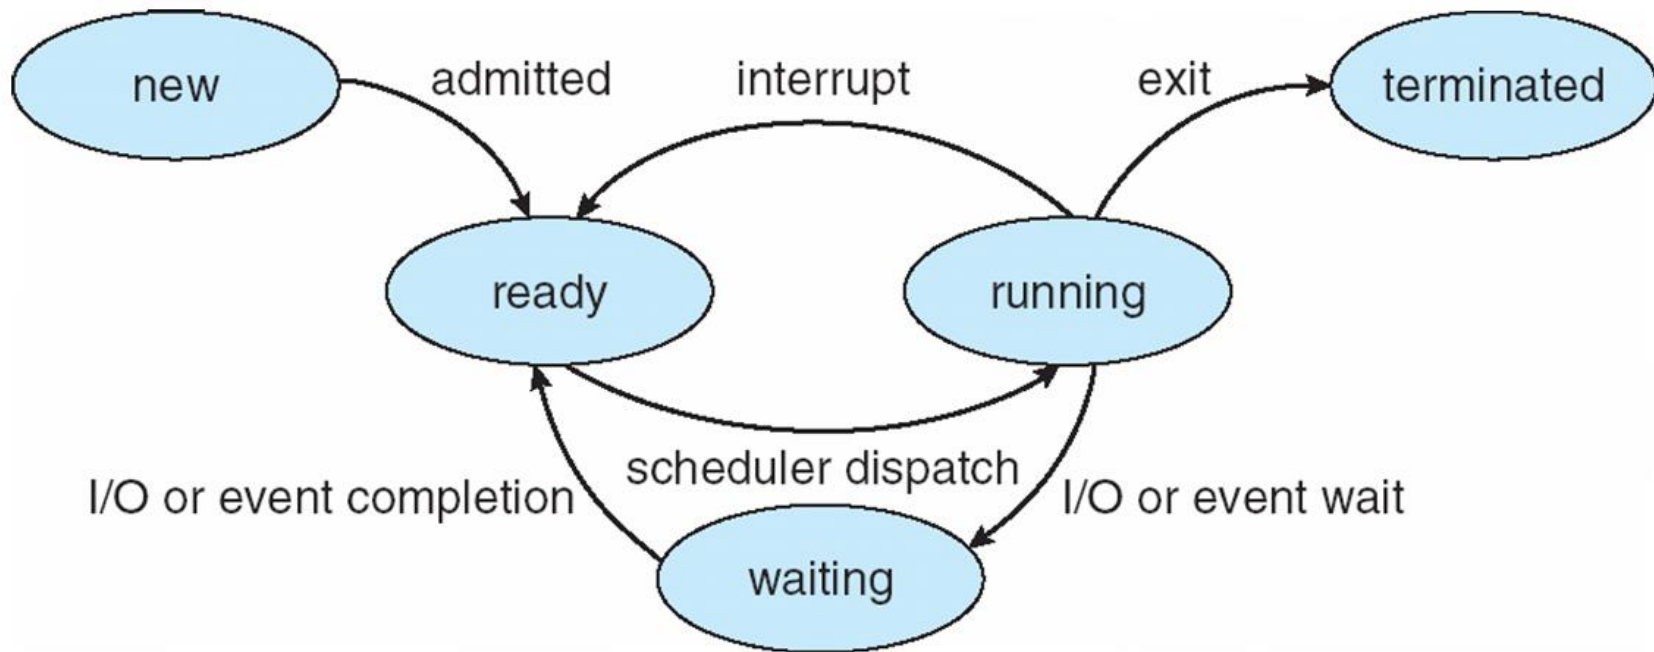 new
admitted
interrupt
exit
terminated
ready
running
scheduler dispatch
I/O or event completion
I/O or event wait
waiting